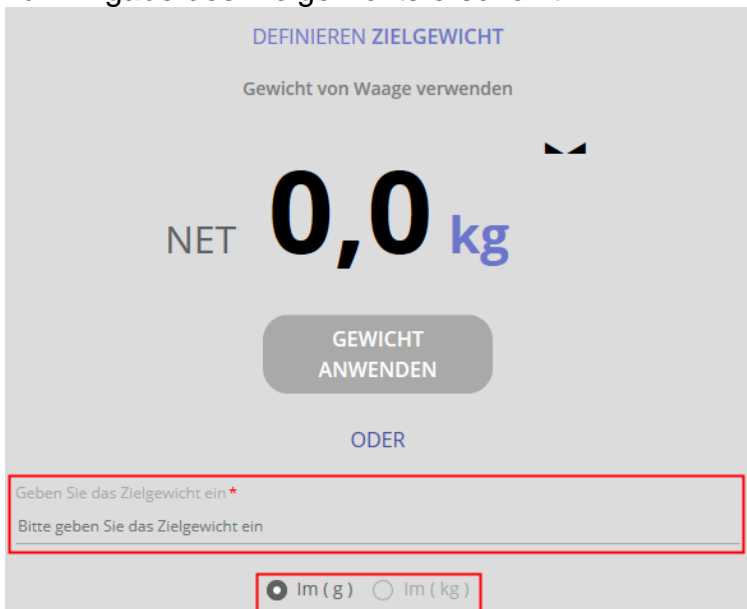 DEFINIEREN ZIELGEWICHT
Gewicht von Waage verwenden
NET 0,0 kg
GEWICHT
ANWENDEN
ODER
Geben Sie das Zielgewicht ein *
Bitte geben Sie das Zielgewicht ein
Im ( g ) Im ( kg )